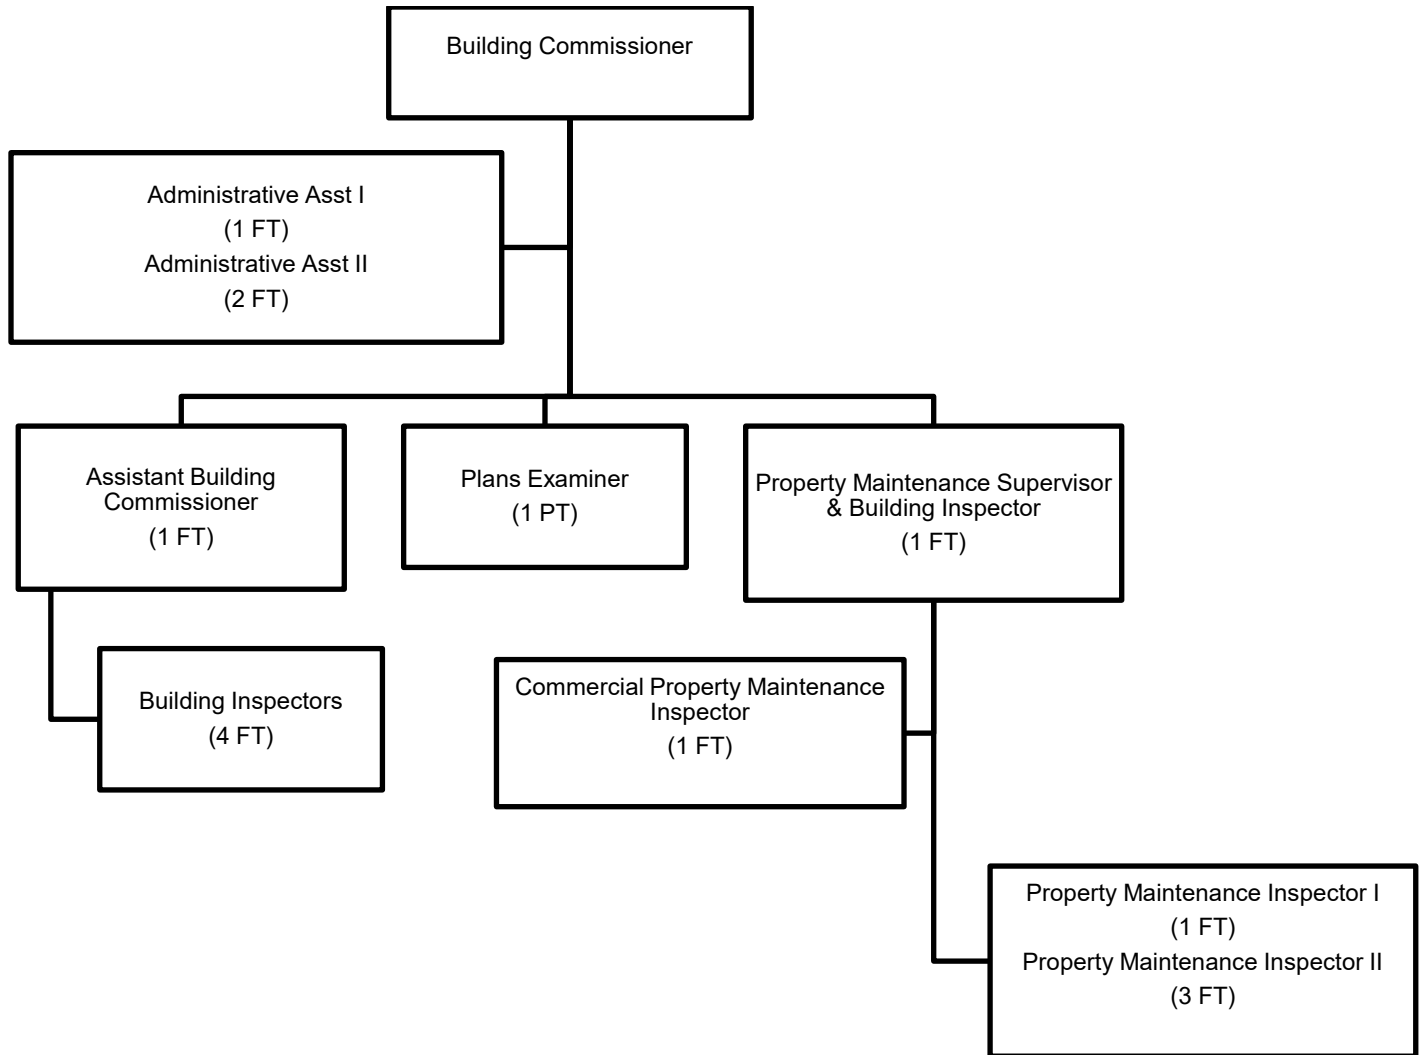 Building Commissioner
Administrative Asst I
(1 FT)
Administrative Asst II
(2 FT)
Assistant Building
Commissioner
(1 FT)
Plans Examiner
(1 PT)
Property Maintenance Supervisor
& Building Inspector
(1 FT)
Building Inspectors
(4 FT)
Commercial Property Maintenance
Inspector
(1 FT)
Property Maintenance Inspector I
(1 FT)
Property Maintenance Inspector II
(3 FT)